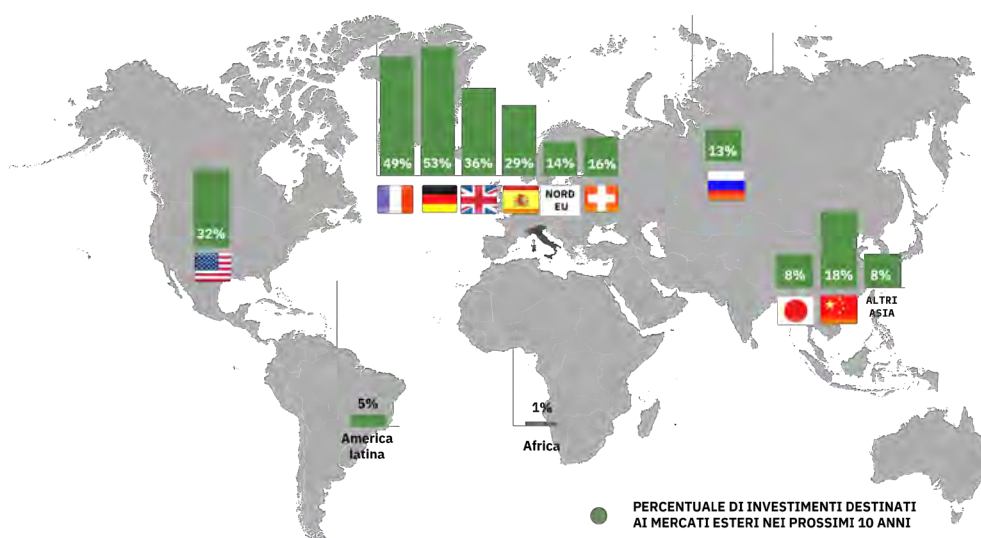 49%
53%
36%
29%
14%
16%
NORD
EU
13%
32%
8%
18%
8%
ALTRI
ASIA
5%
America
latina
1%
Africa
PERCENTUALE DI INVESTIMENTI DESTINATI
AI MERCATI ESTERI NEI PROSSIMI 10 ANNI